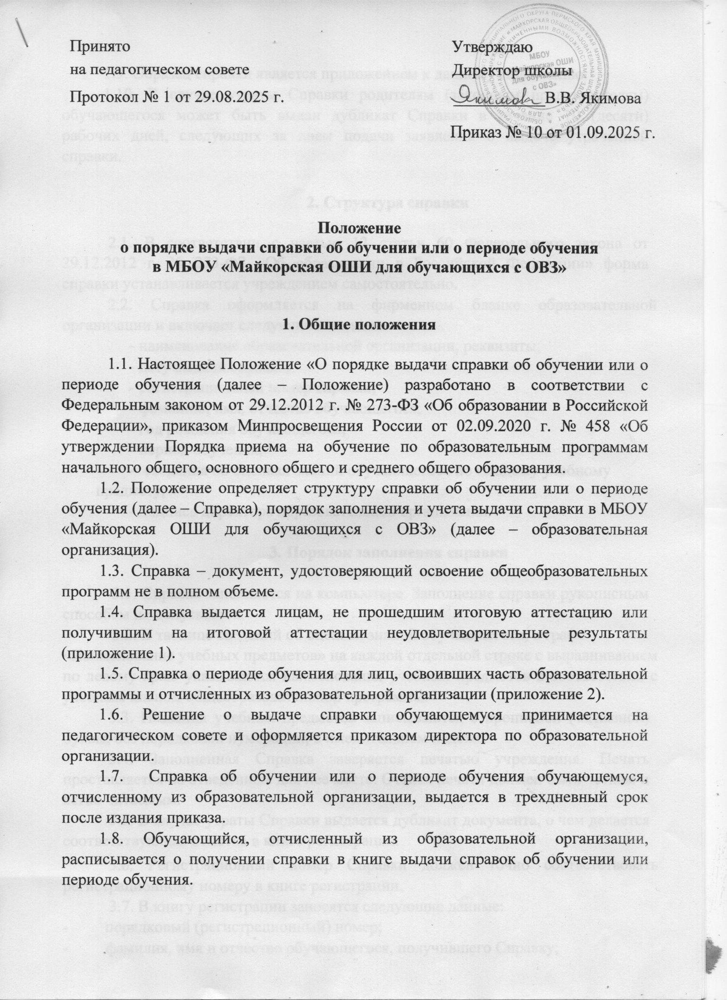 Принято
на педагогическом совете
Протокол № 1 от 29.08.2025 г.
Утверждаю
Директор школы
Якимова В.В. Якимова
Приказ № 10 от 01.09.2025 г.
МБОУ
Майкорская ОШИ
для обучающихся
с ОВЗ»
Положение
о порядке выдачи справки об обучении или о периоде обучения
в МБОУ «Майкорская ОШИ для обучающихся с ОВЗ»
1. Общие положения
1.1. Настоящее Положение «О порядке выдачи справки об обучении или о
периоде обучения (далее – Положение) разработано в соответствии с
Федеральным законом от 29.12.2012 г. № 273-ФЗ «Об образовании в Российской
Федерации», приказом Минпросвещения России от 02.09.2020 г. № 458 «Об
утверждении Порядка приема на обучение по образовательным программам
начального общего, основного общего и среднего общего образования.
1.2. Положение определяет структуру справки об обучении или о периоде
обучения (далее – Справка), порядок заполнения и учета выдачи справки в МБОУ
«Майкорская ОШИ для обучающихся с ОВЗ» (далее – образовательная
организация).
1.3. Справка – документ, удостоверяющий освоение общеобразовательных
программ не в полном объеме.
1.4. Справка выдается лицам, не прошедшим итоговую аттестацию или
получившим на итоговой аттестации неудовлетворительные результаты
(приложение 1).
1.5. Справка о периоде обучения для лиц, освоивших часть образовательной
программы и отчисленных из образовательной организации (приложение 2).
1.6. Решение о выдаче справки обучающемуся принимается на
педагогическом совете и оформляется приказом директора по образовательной
организации.
1.7. Справка об обучении или о периоде обучения обучающемуся,
отчисленному из образовательной организации, выдается в трехдневный срок
после издания приказа.
1.8. Обучающийся, отчисленный из образовательной организации,
расписывается о получении справки в книге выдачи справок об обучении или
периоде обучения.